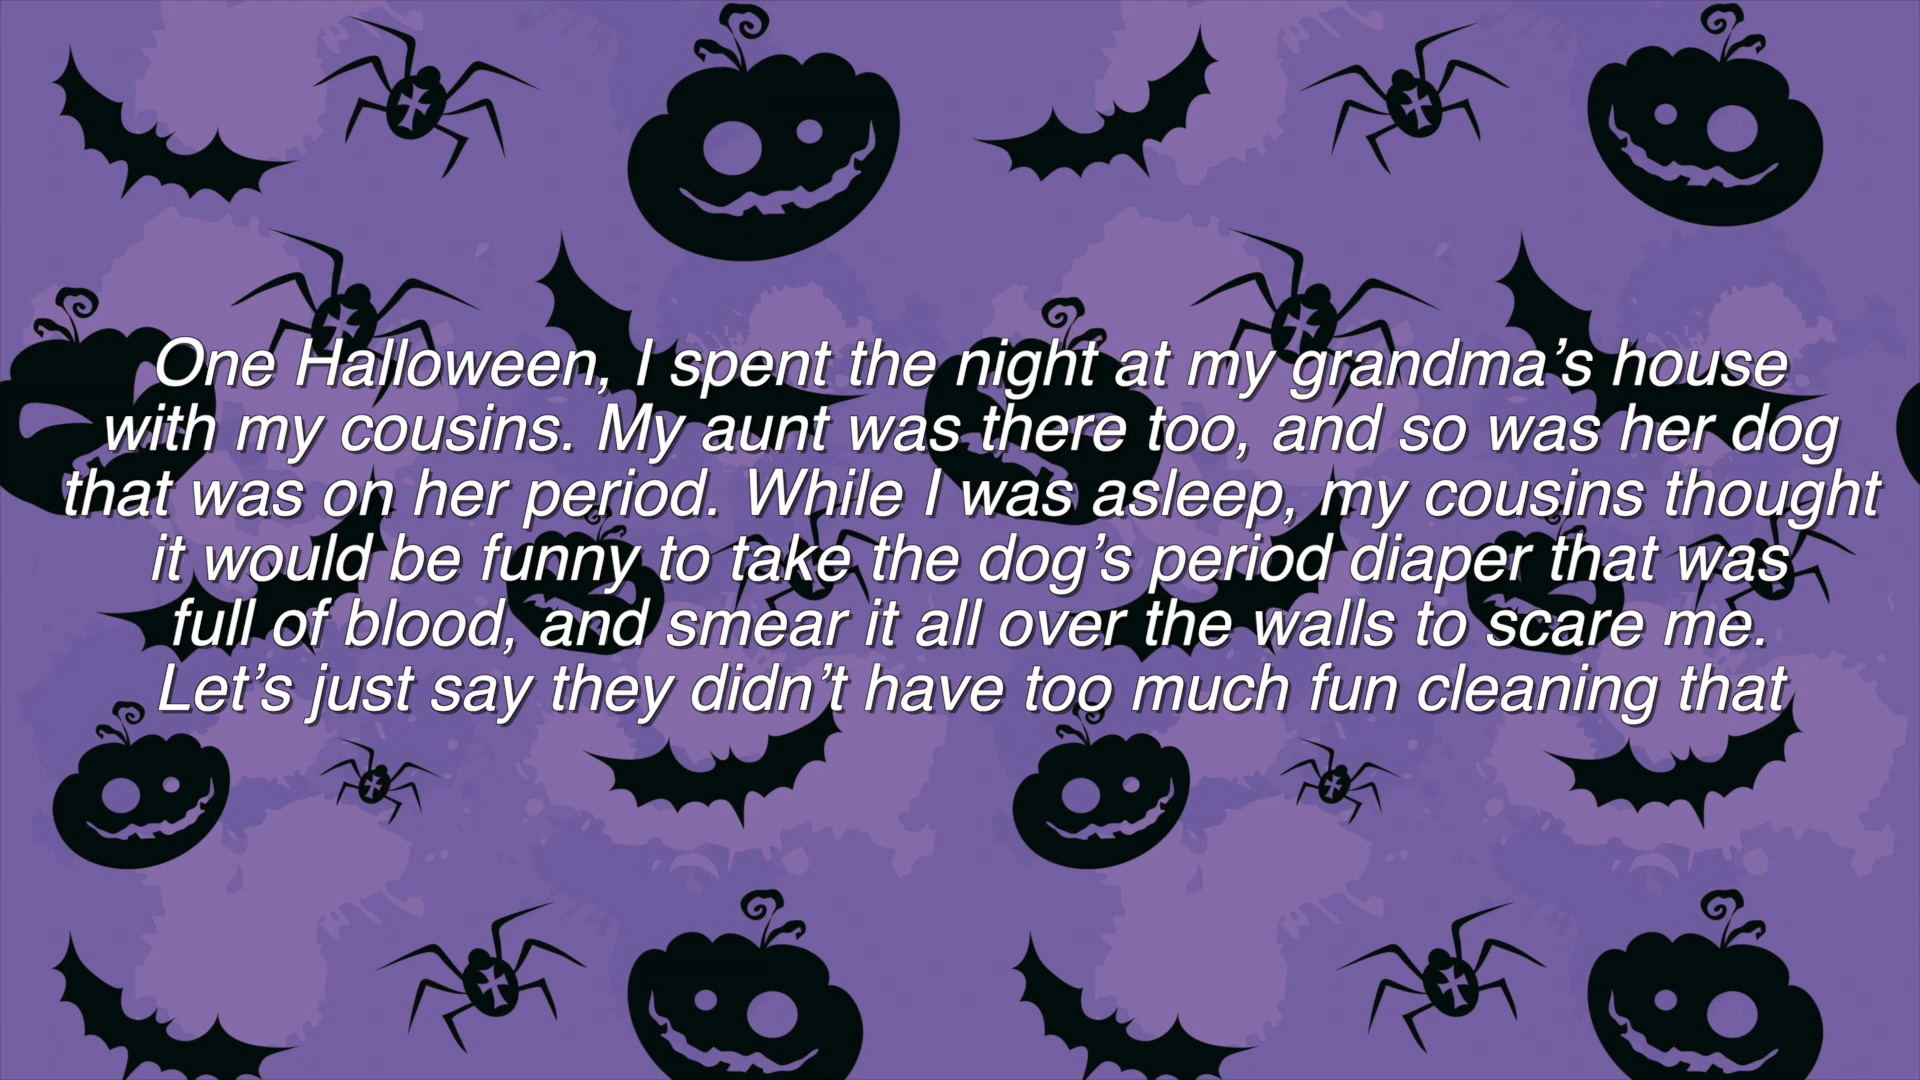 One Halloween, I spent the night at my grandma’s house
with my cousins. My aunt was there too, and so was her dog
that was on her period. While I was asleep, my cousins thought
it would be funny to take the dog’s period diaper that was
full of blood, and smear it all over the walls to scare me.
Let’s just say they didn’t have too much fun cleaning that